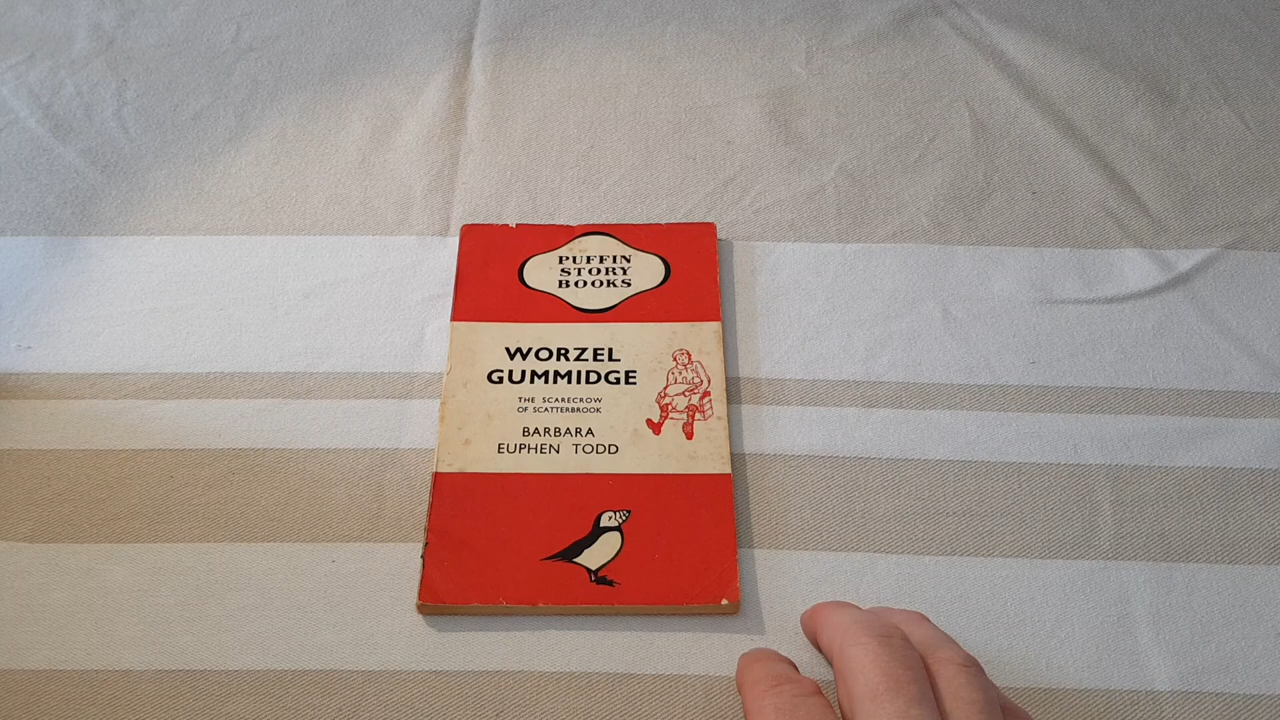 PUFFIN
STORY
BOOKS
WORZEL
GUMMIDGE
THE SCARECROW
OF SCATTERBROOK
BARBARA
EUPHEN TODD